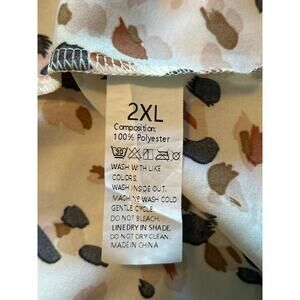 2XL
Composition:
100% Polyester
WASH WITH LIKE
COLORS.
WASH INSIDE OUT.
MACHINE WASH COLD
GENTLE CYCLE.
DO NOT BLEACH.
LINE DRY IN SHADE.
DO NOT DRY CLEAN.
MADE IN CHINA